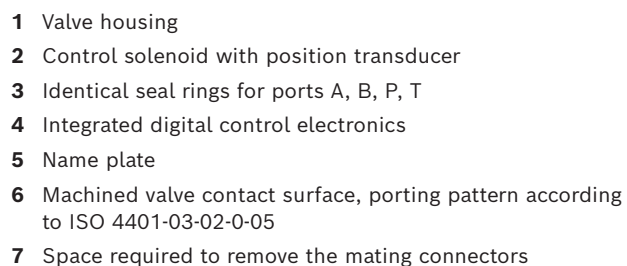 1 Valve housing
2 Control solenoid with position transducer
3 Identical seal rings for ports A, B, P, T
4 Integrated digital control electronics
5 Name plate
6 Machined valve contact surface, porting pattern according
to ISO 4401-03-02-0-05
7 Space required to remove the mating connectors